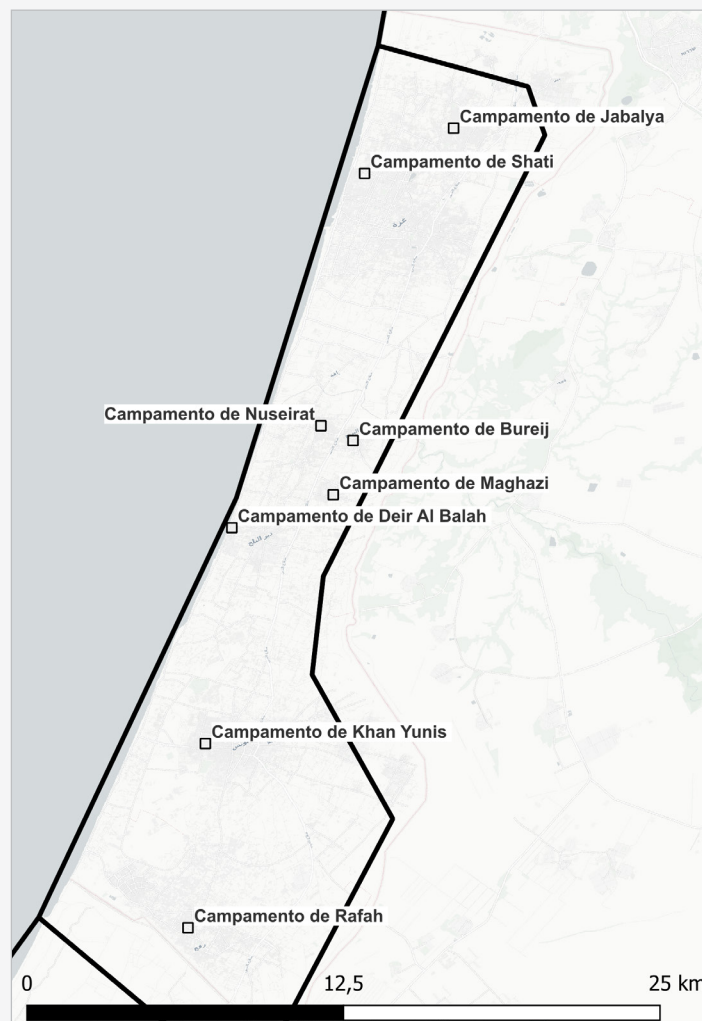 Campamento de Jabalya
Campamento de Shati
Campamento de Nuseirat
Campamento de Bureij
Campamento de Maghazi
Campamento de Deir Al Balah
Campamento de Khan Yunis
Campamento de Rafah
0 12,5 25 km